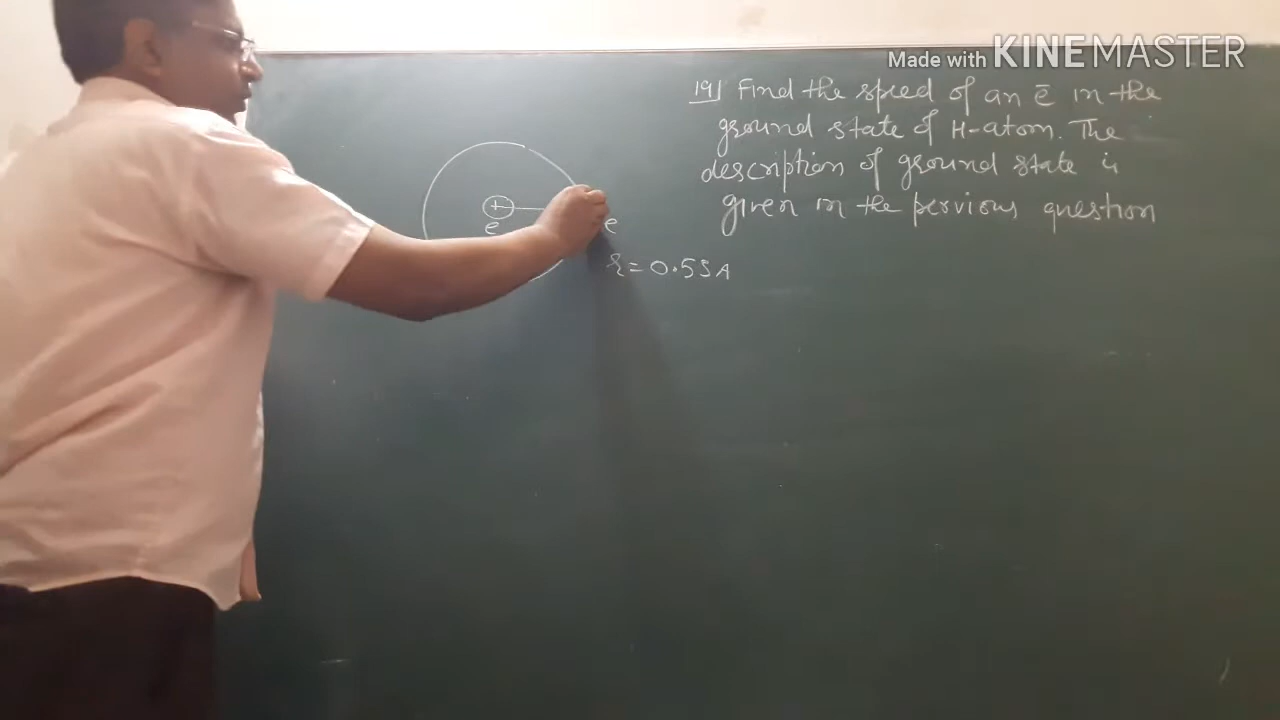 Made with KINEMASTER
19] Find the speed of an ē in the
ground state of H-atom. The
description of ground state is
given in the pervious question
+
e
e
r = 0.53A